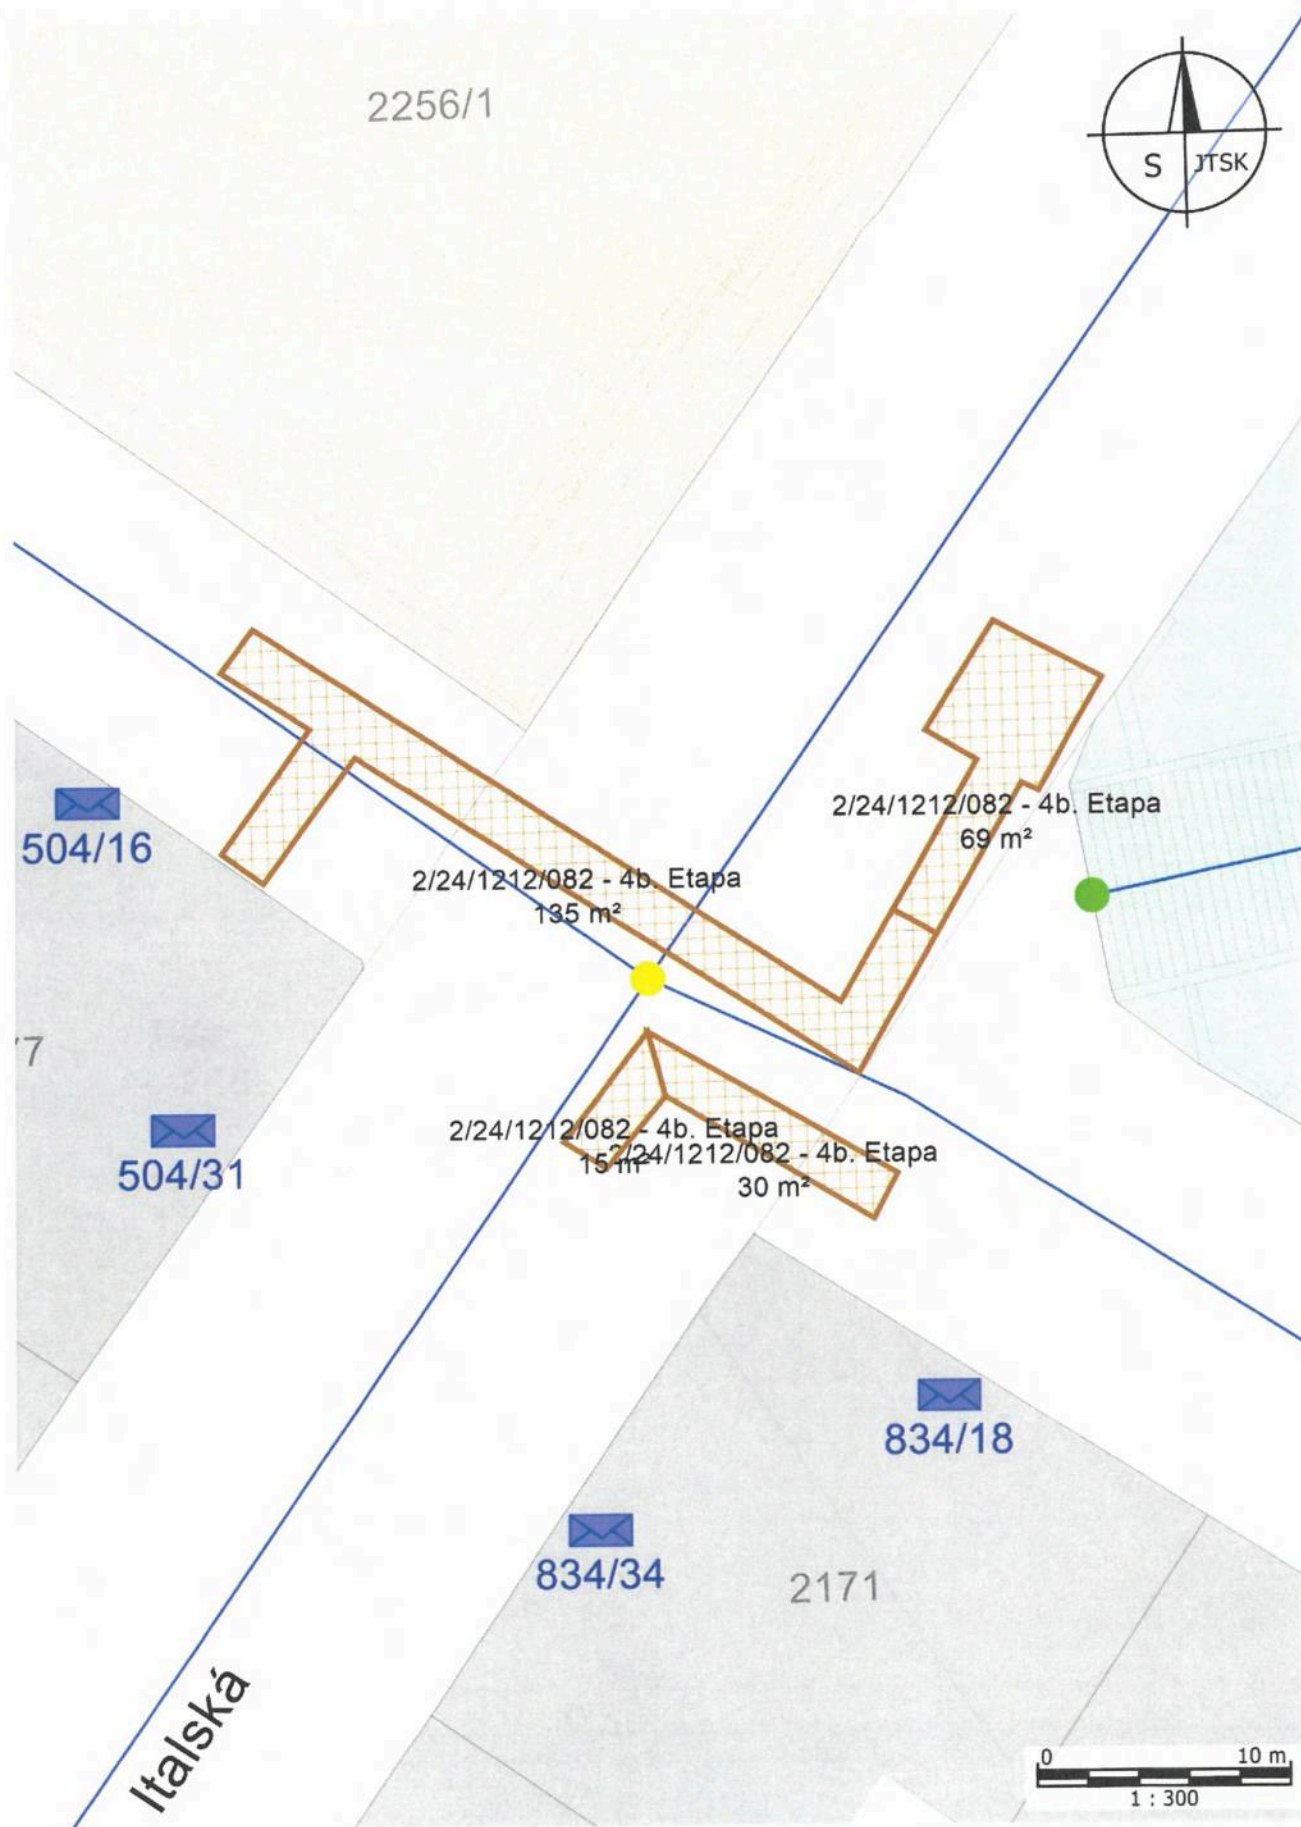 2256/1
S JTSK
504/16
2/24/1212/082 - 4b. Etapa
69 m²
2/24/1212/082 - 4b. Etapa
135 m²
77
504/31
2/24/1212/082 - 4b. Etapa
15 m²
2/24/1212/082 - 4b. Etapa
30 m²
834/18
834/34
2171
Italská
0 10 m
1 : 300